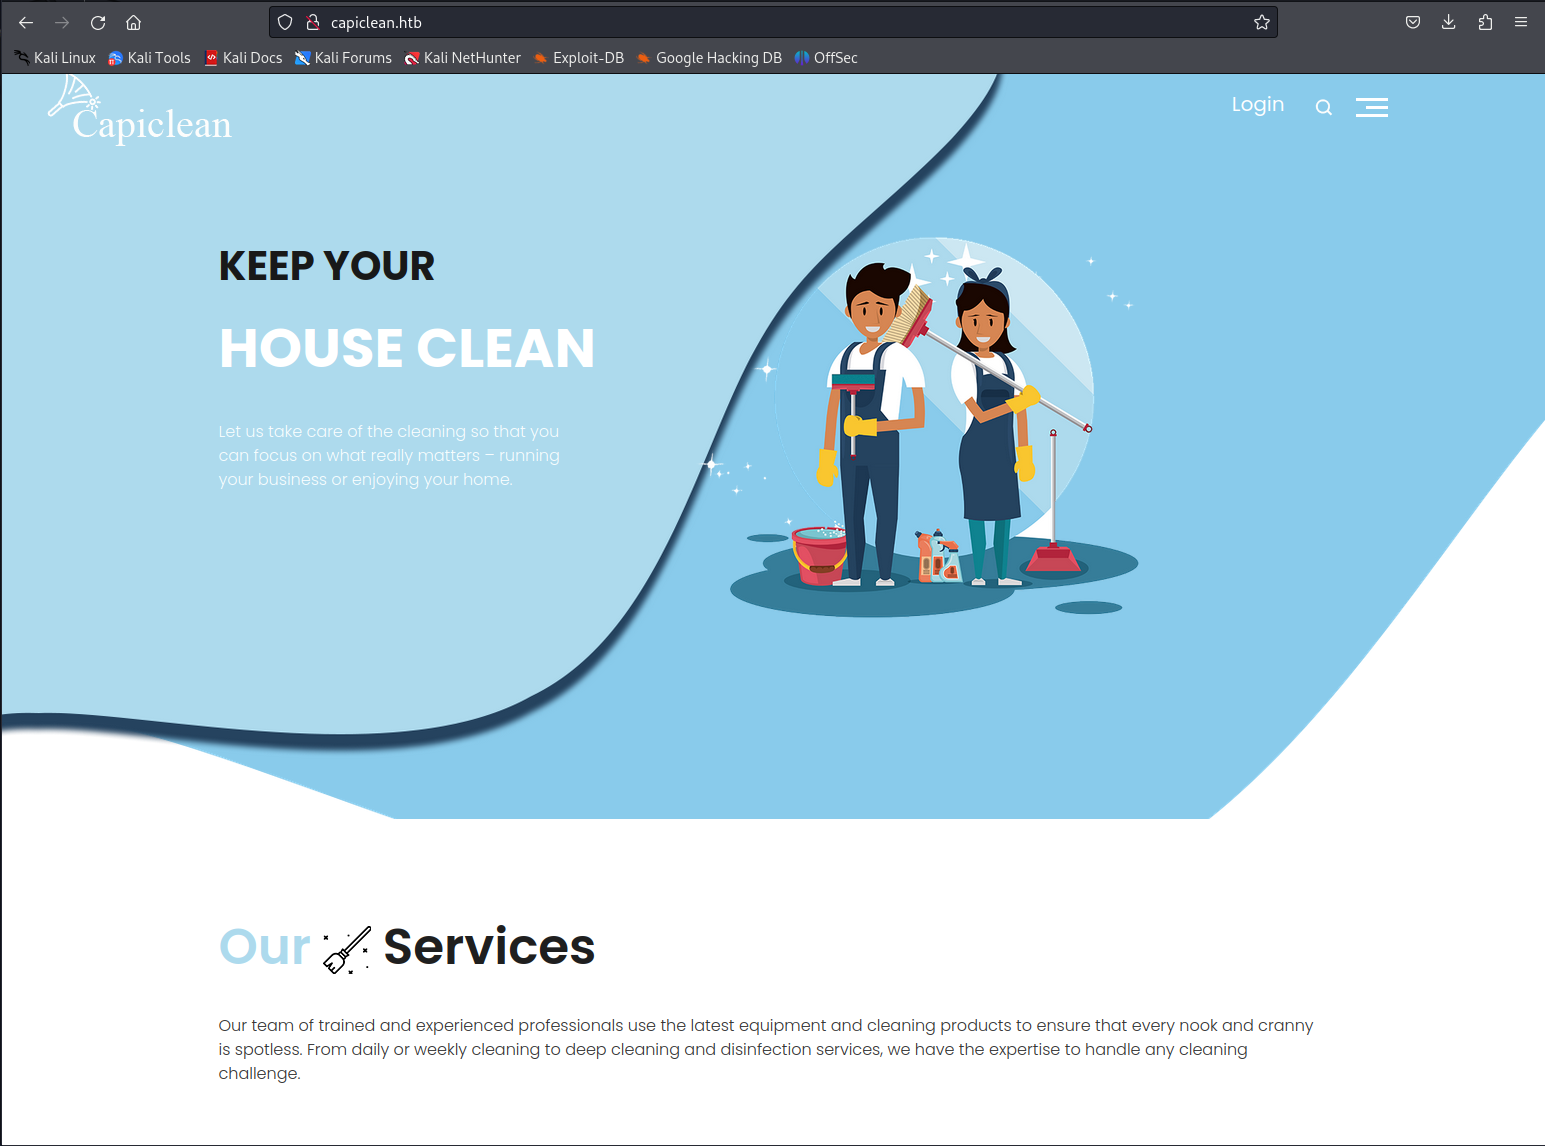 capiclean.htb
Kali Linux Kali Tools Kali Docs Kali Forums Kali NetHunter Exploit-DB Google Hacking DB OffSec
Capiclean
Login
KEEP YOUR
HOUSE CLEAN
Let us take care of the cleaning so that you
can focus on what really matters – running
your business or enjoying your home.
Our Services
Our team of trained and experienced professionals use the latest equipment and cleaning products to ensure that every nook and cranny
is spotless. From daily or weekly cleaning to deep cleaning and disinfection services, we have the expertise to handle any cleaning
challenge.